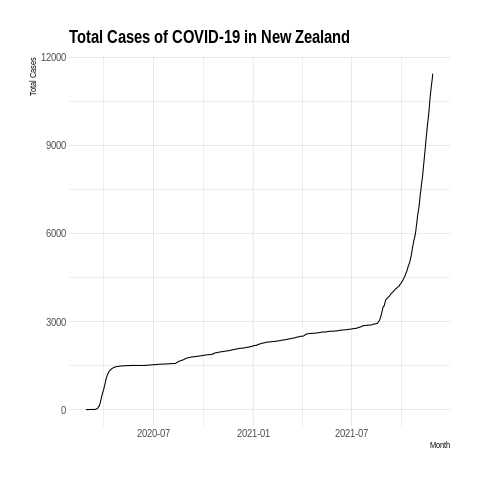 Total Cases of COVID-19 in New Zealand
Total Cases
12000
9000
6000
3000
0
2020-07 2021-01 2021-07
Month